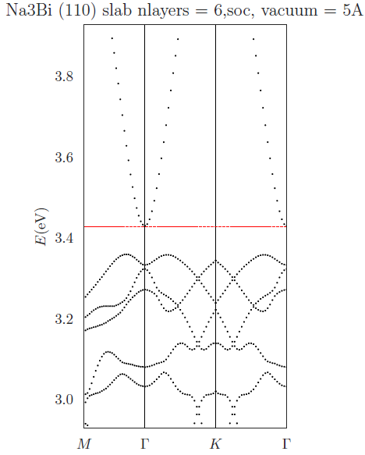 Na3Bi (110) slab nlayers = 6,soc, vacuum = 5A
3.8
3.6
E(eV)
3.4
3.2
3.0
M Γ K Γ